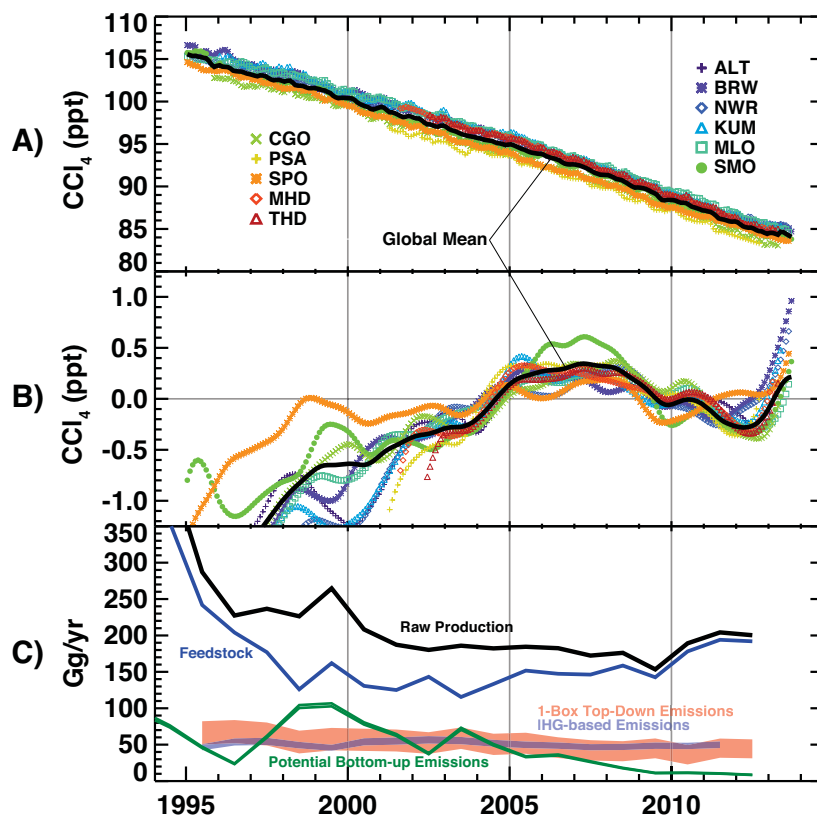 A)
CCl4 (ppt)
110
105
100
95
90
85
80
CGO
PSA
SPO
MHD
THD
ALT
BRW
NWR
KUM
MLO
SMO
Global Mean
B)
CCl4 (ppt)
1.0
0.5
0.0
-0.5
-1.0
C)
Gg/yr
350
300
250
200
150
100
50
0
Raw Production
Feedstock
1-Box Top-Down Emissions
IHG-based Emissions
Potential Bottom-up Emissions
1995
2000
2005
2010